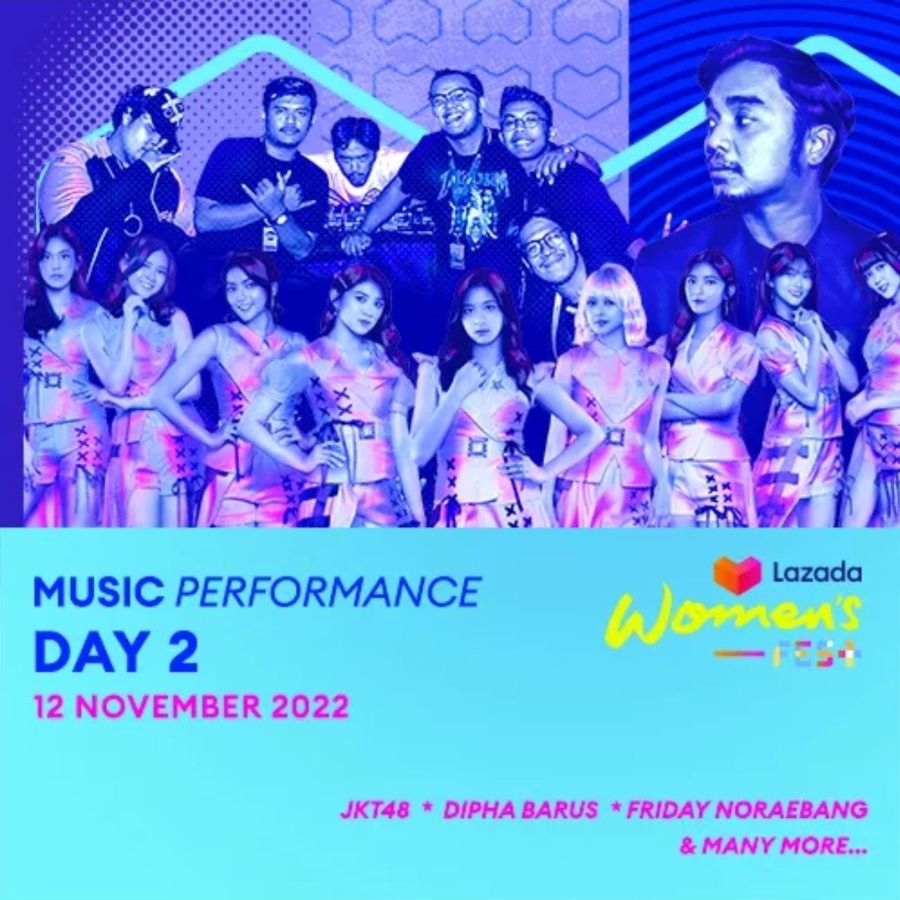 MUSIC PERFORMANCE
DAY 2
12 NOVEMBER 2022
Lazada
Women's
FEST
JKT48 * DIPHA BARUS * FRIDAY NORAEBANG
& MANY MORE...